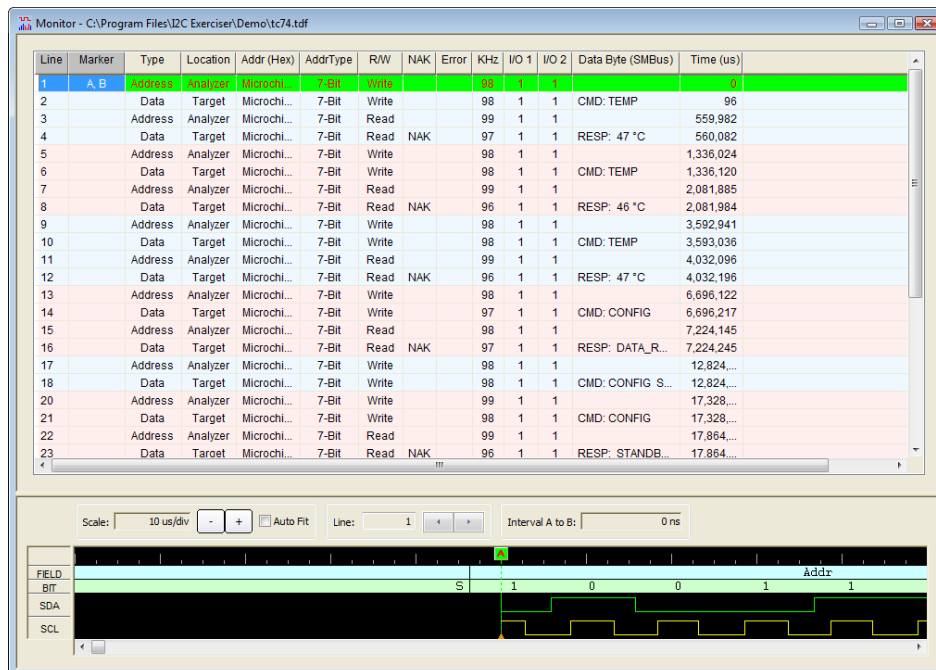 Monitor - C:\Program Files\I2C Exerciser\Demo\tc74.tdf
Line Marker Type Location Addr (Hex) AddrType R/W NAK Error KHz I/O 1 I/O 2 Data Byte (SMBus) Time (us)
1 A, B Address Analyzer Microchi... 7-Bit Write 98 1 1 0
2 Data Target Microchi... 7-Bit Write 98 1 1 CMD: TEMP 96
3 Address Analyzer Microchi... 7-Bit Read 99 1 1 559,982
4 Data Target Microchi... 7-Bit Read NAK 97 1 1 RESP: 47 °C 560,082
5 Address Analyzer Microchi... 7-Bit Write 98 1 1 1,336,024
6 Data Target Microchi... 7-Bit Write 98 1 1 CMD: TEMP 1,336,120
7 Address Analyzer Microchi... 7-Bit Read 99 1 1 2,081,885
8 Data Target Microchi... 7-Bit Read NAK 96 1 1 RESP: 46 °C 2,081,984
9 Address Analyzer Microchi... 7-Bit Write 98 1 1 3,592,941
10 Data Target Microchi... 7-Bit Write 98 1 1 CMD: TEMP 3,593,036
11 Address Analyzer Microchi... 7-Bit Read 99 1 1 4,032,096
12 Data Target Microchi... 7-Bit Read NAK 96 1 1 RESP: 47 °C 4,032,196
13 Address Analyzer Microchi... 7-Bit Write 98 1 1 6,696,122
14 Data Target Microchi... 7-Bit Write 97 1 1 CMD: CONFIG 6,696,217
15 Address Analyzer Microchi... 7-Bit Read 98 1 1 7,224,145
16 Data Target Microchi... 7-Bit Read NAK 97 1 1 RESP: DATA_R... 7,224,245
17 Address Analyzer Microchi... 7-Bit Write 98 1 1 12,824,...
18 Data Target Microchi... 7-Bit Write 98 1 1 CMD: CONFIG S... 12,824,...
20 Address Analyzer Microchi... 7-Bit Write 99 1 1 17,328,...
21 Data Target Microchi... 7-Bit Write 98 1 1 CMD: CONFIG 17,328,...
22 Address Analyzer Microchi... 7-Bit Read 99 1 1 17,864,...
23 Data Target Microchi... 7-Bit Read NAK 96 1 1 RESP: STANDB... 17,864,...
Scale: 10 us/div - + Auto Fit Line: 1 Interval A to B: 0 ns
A
FIELD Addr
BIT S 1 0 0 1 1
SDA
SCL